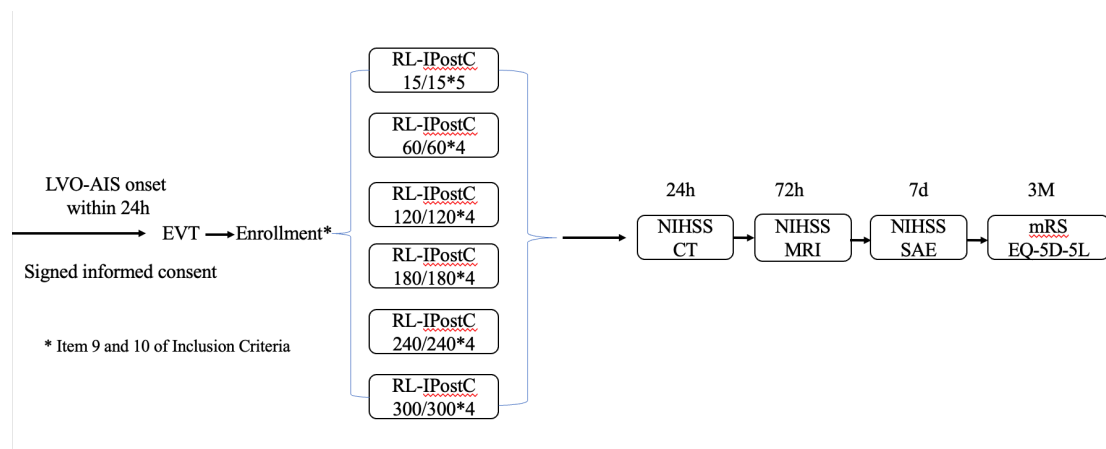 LVO-AIS onset
within 24h
Signed informed consent
EVT
Enrollment*
* Item 9 and 10 of Inclusion Criteria
RL-IPostC
15/15*5
RL-IPostC
60/60*4
RL-IPostC
120/120*4
RL-IPostC
180/180*4
RL-IPostC
240/240*4
RL-IPostC
300/300*4
24h
NIHSS
CT
72h
NIHSS
MRI
7d
NIHSS
SAE
3M
mRS
EQ-5D-5L